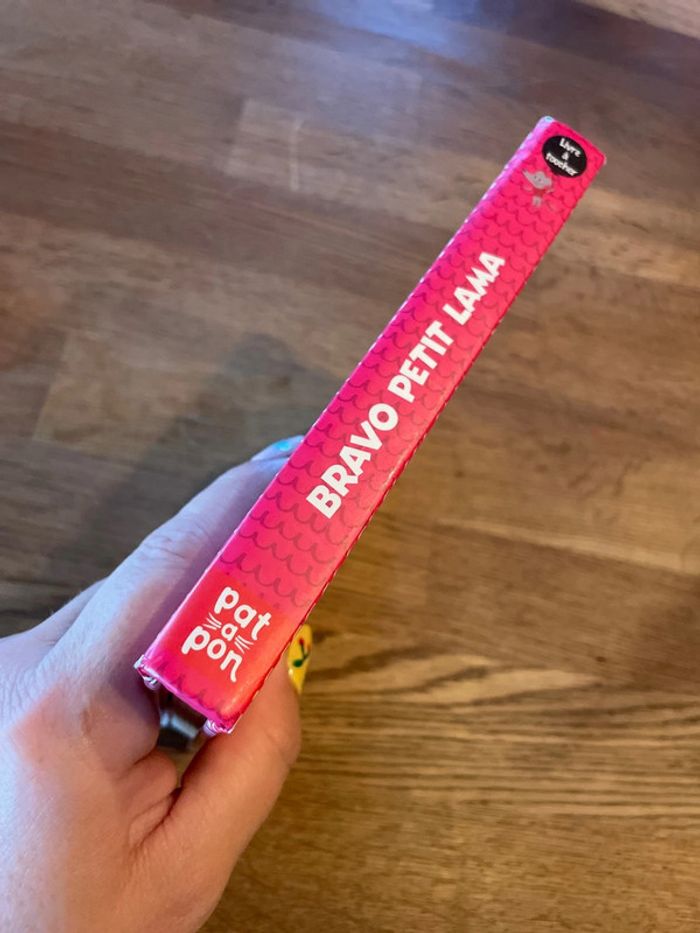 Livre
à
toucher
BRAVO PETIT LAMA
pat
a
pon